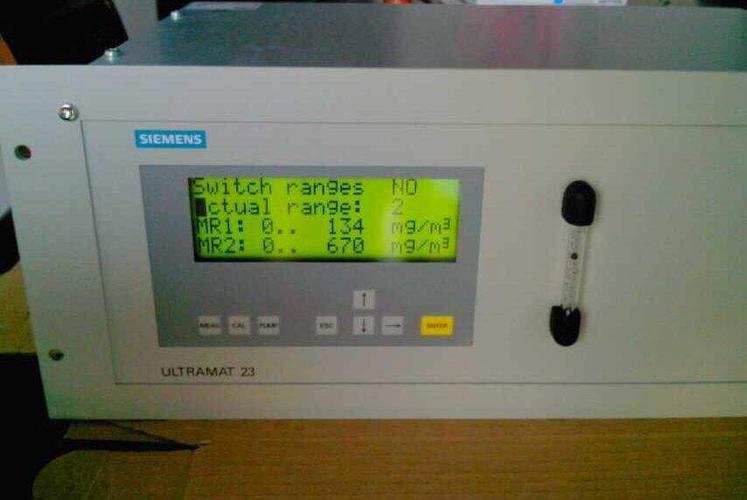 SIEMENS
Switch ranges NO
ctual range: 2
MR1: 0.. 134 mg/m³
MR2: 0.. 670 mg/m³
↑
MEAS CAL PUMP ESC ↓ → ENTER
ULTRAMAT 23